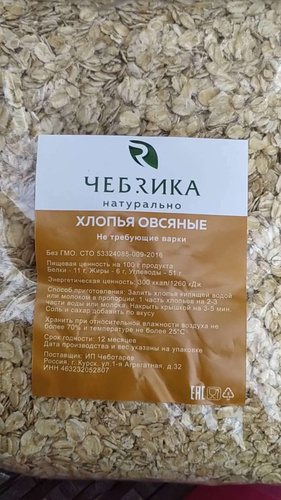 ЧЕБRИКА
натурально
ХЛОПЬЯ ОВСЯНЫЕ
Не требующие варки
Без ГМО, СТО 53324085-009-2016
Пищевая ценность на 100 г продукта
Белки - 11 г, Жиры - 6 г, Углеводы - 51 г
Энергетическая ценность: 300 ккал/1260 кДж
Способ приготовления: Залить хлопья кипящей водой
или молоком в пропорции: 1 часть хлопьев на 2-3
части воды или молока. Накрыть крышкой на 3-5 мин.
Соль и сахар добавить по вкусу
Хранить при относительной влажности воздуха не
более 70% и температуре не более 25°С
Срок годности: 12 месяцев
Дата производства и вес указаны на упаковке
Поставщик: ИП Чеботарев
Россия, г. Курск, ул. 1-я Агрегатная, д.32
ИНН 463232052807
EAC